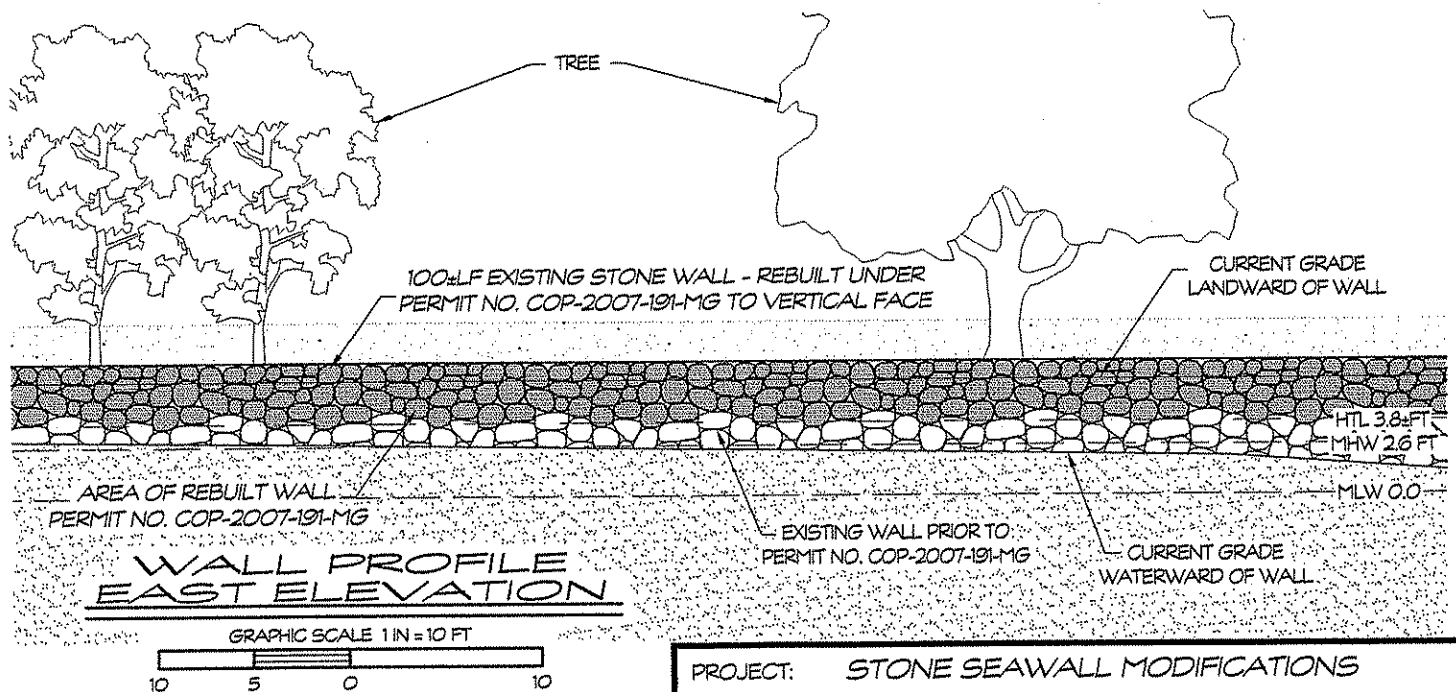 TREE
100±LF EXISTING STONE WALL - REBUILT UNDER
PERMIT NO. COP-2007-191-MG TO VERTICAL FACE
CURRENT GRADE
LANDWARD OF WALL
HTL 3.8±FT
MHW 2.6 FT
MLW 0.0
AREA OF REBUILT WALL
PERMIT NO. COP-2007-191-MG
EXISTING WALL PRIOR TO
PERMIT NO. COP-2007-191-MG
CURRENT GRADE
WATERWARD OF WALL
WALL PROFILE
EAST ELEVATION
GRAPHIC SCALE 1 IN = 10 FT
10 5 0 10
PROJECT: STONE SEAWALL MODIFICATIONS